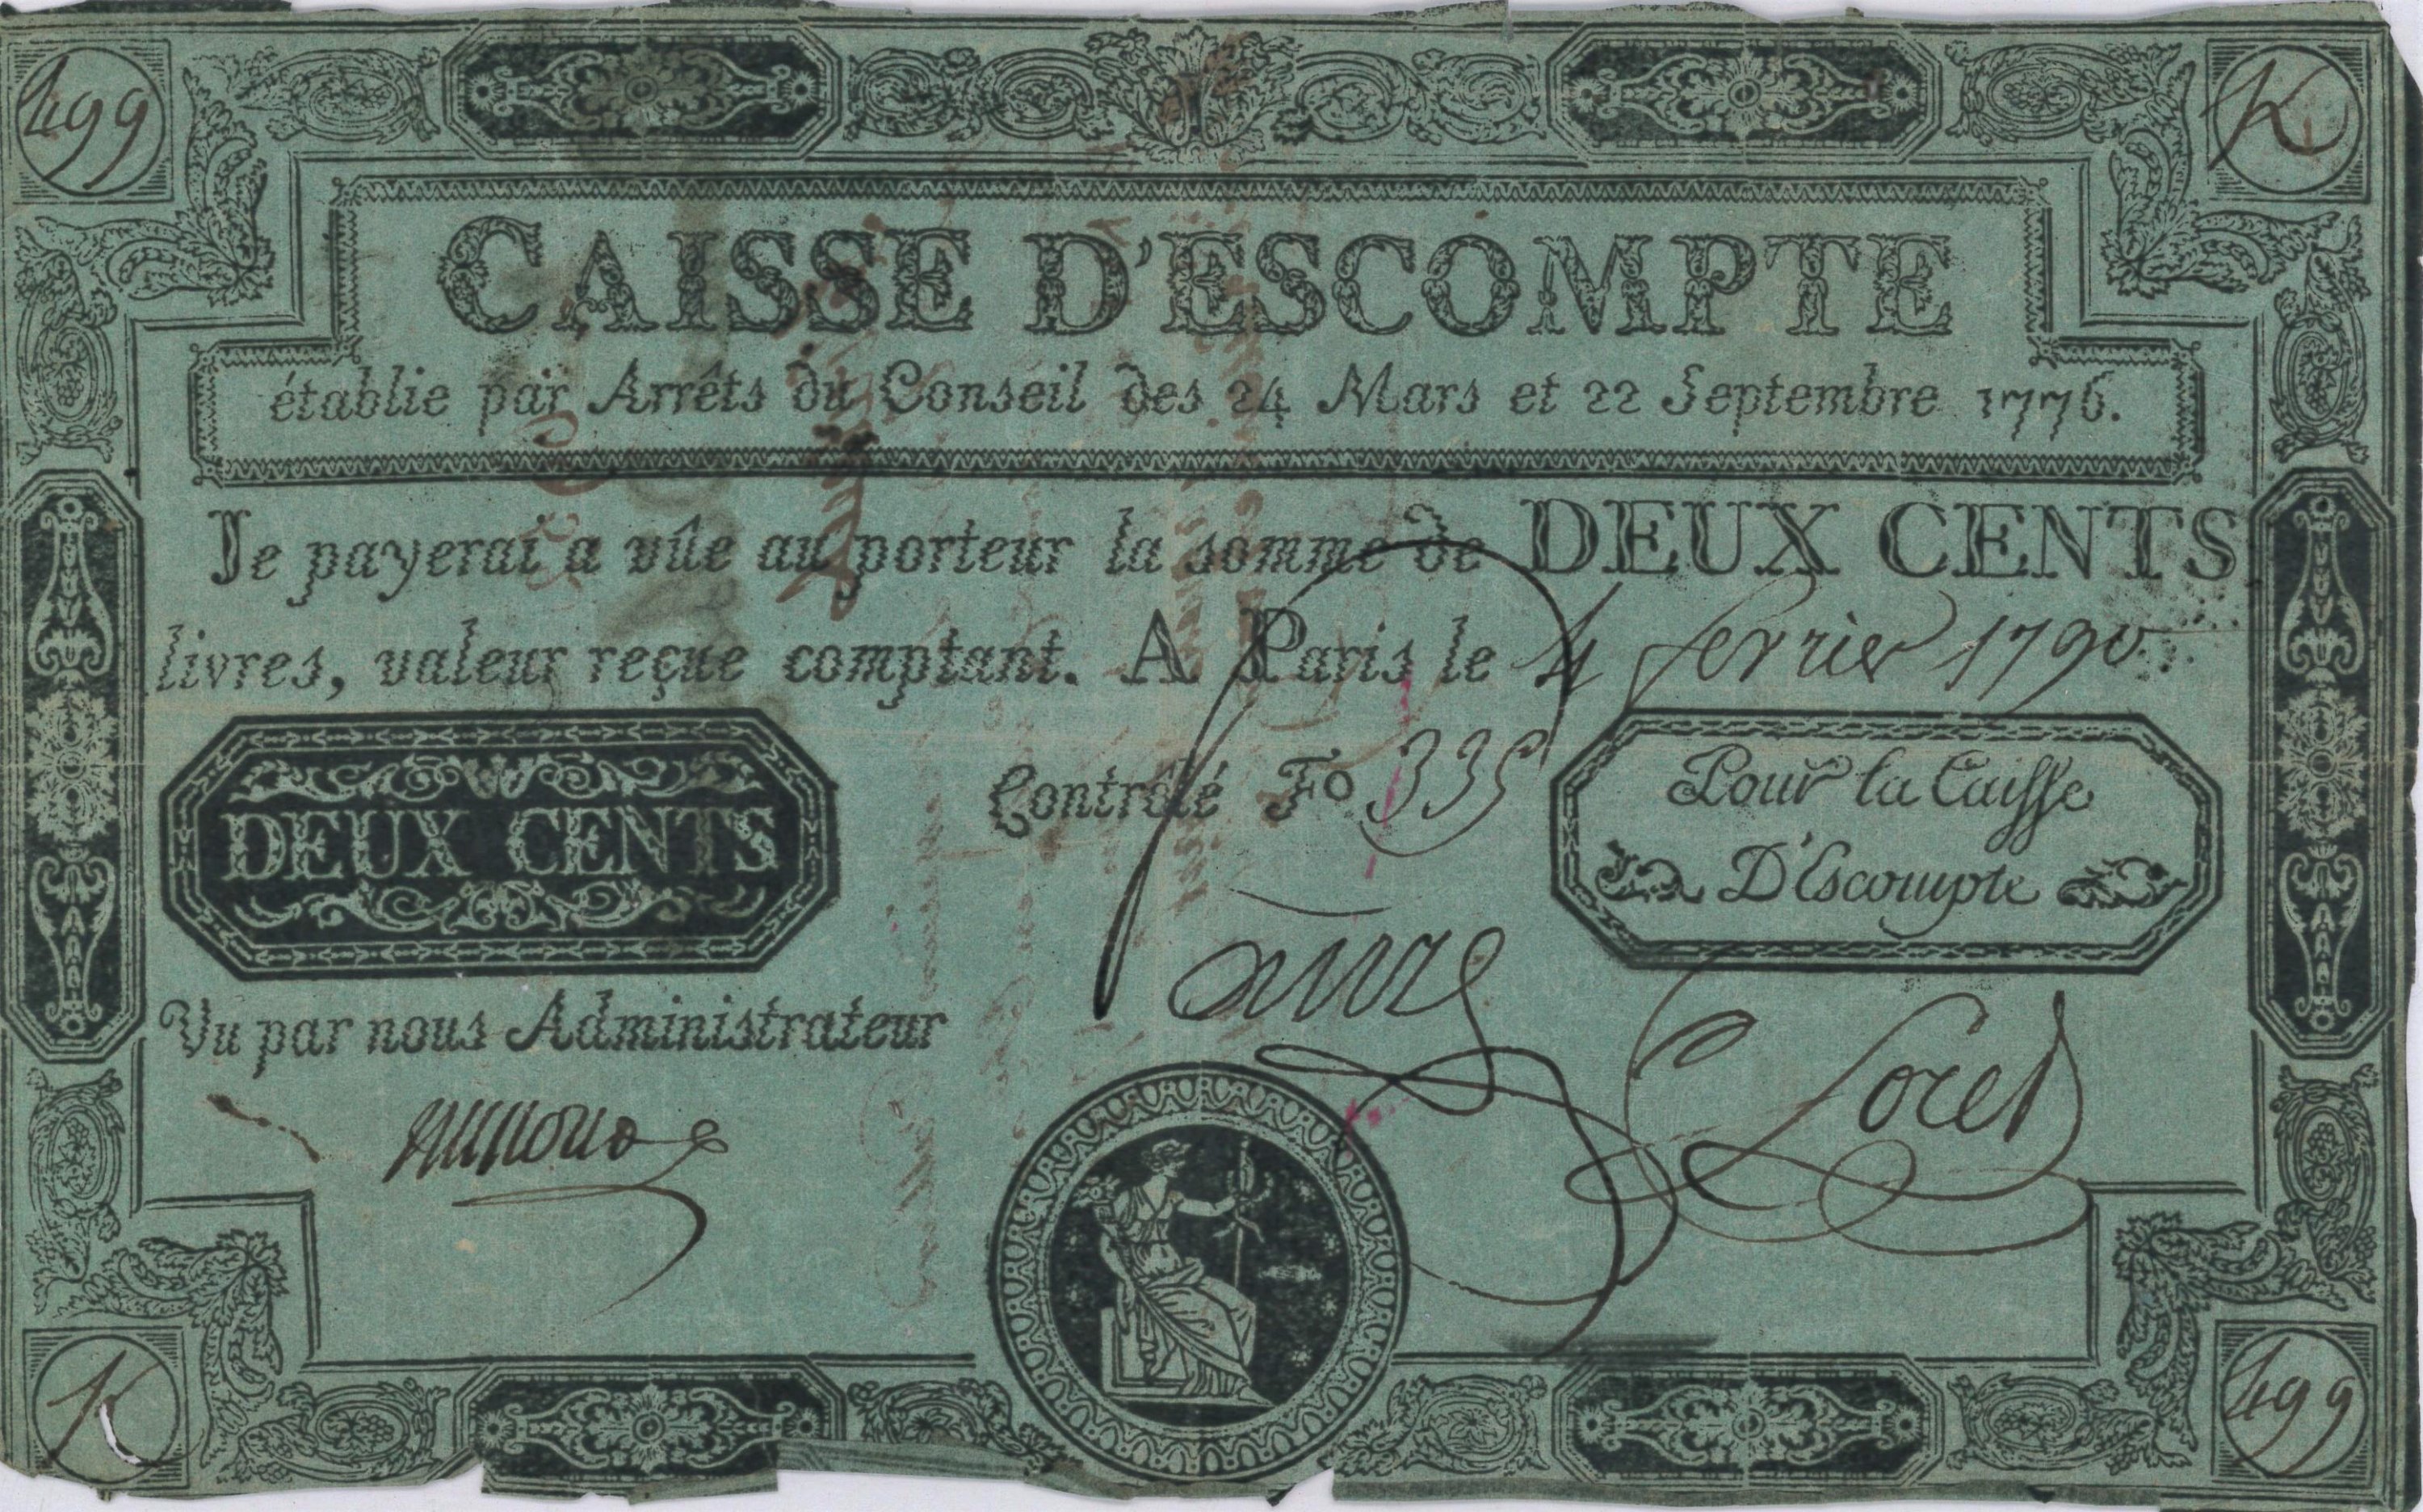 499
K
CAISSE D'ESCOMPTE
établie par Arrêts du Conseil des 24 Mars et 22 Septembre 1776.
Je payerai a vûe au porteur la somme de DEUX CENTS
livres, valeur reçue comptant. A Paris le 4 fevrier 1790.
Contrôlé Fo. 335
Pour la Caisse
D'Escompte
DEUX CENTS
Vu par nous Administrateur
K
499